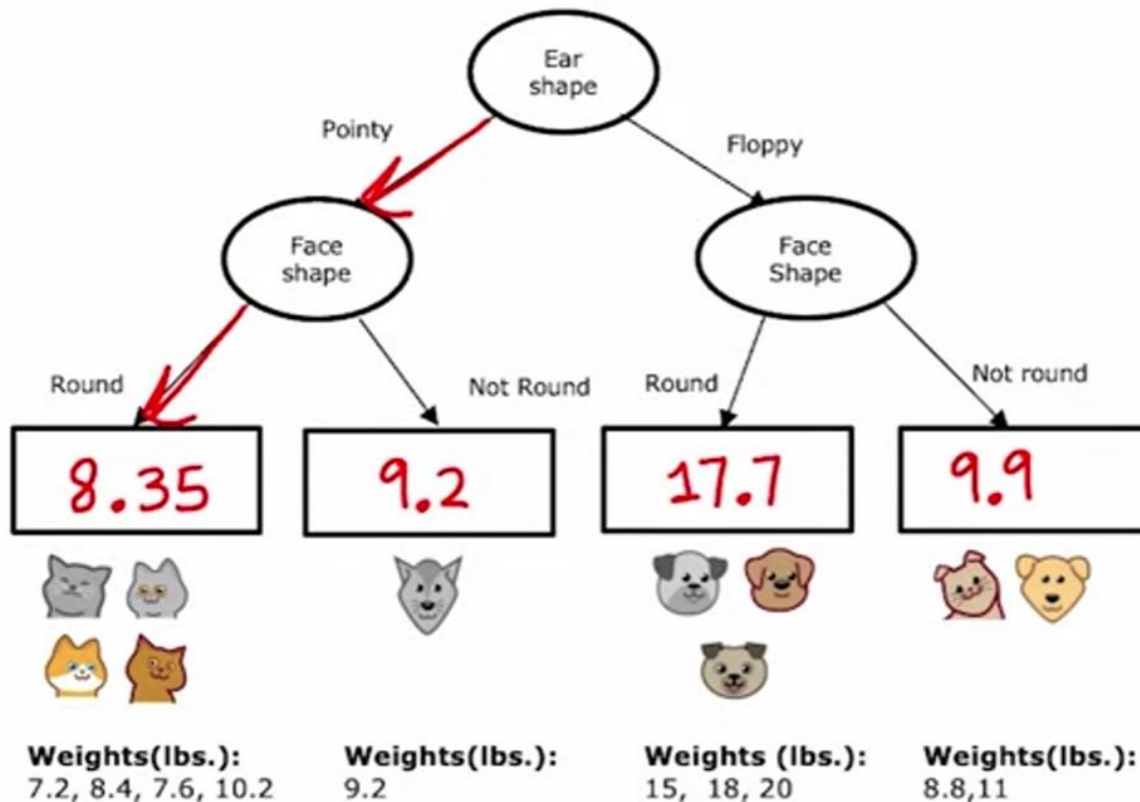 Ear
shape
Pointy
Floppy
Face
shape
Face
Shape
Round
Not Round
Round
Not round
8.35
9.2
17.7
9.9
Weights(lbs.):
7.2, 8.4, 7.6, 10.2
Weights(lbs.):
9.2
Weights (lbs.):
15, 18, 20
Weights(lbs.):
8.8,11